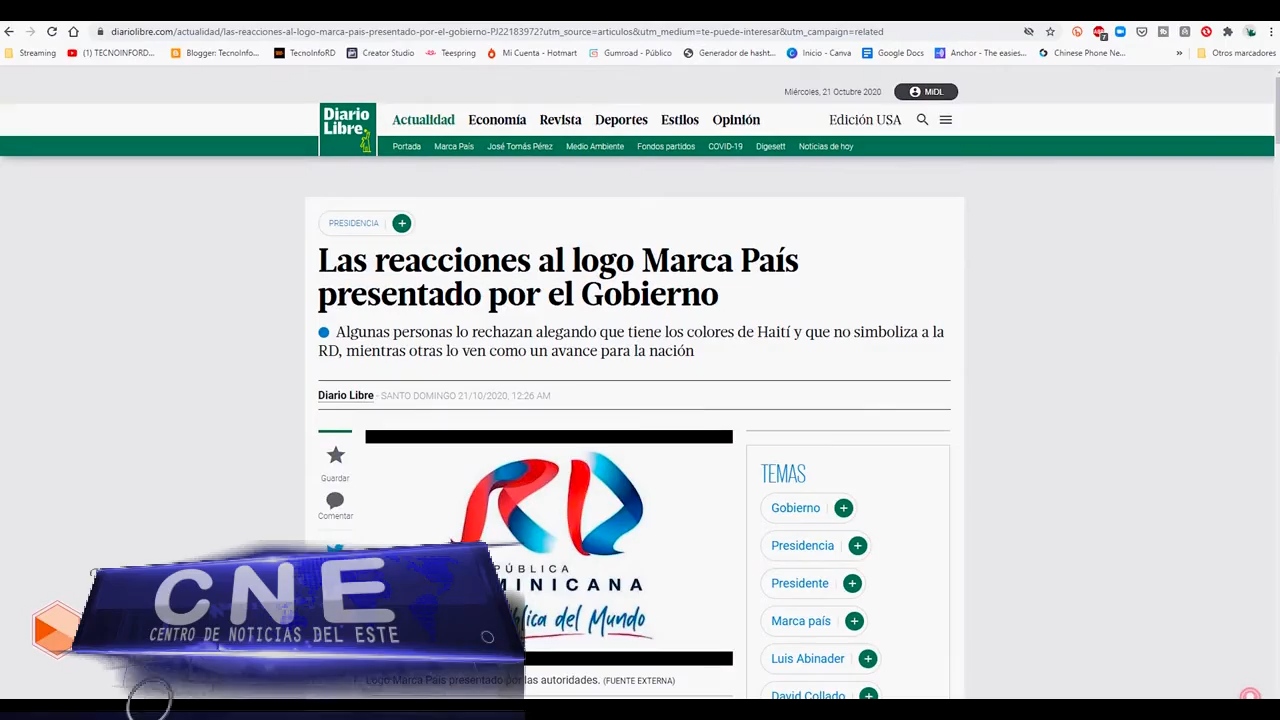 diariolibre.com/actualidad/las-reacciones-al-logo-marca-pais-presentado-por-el-gobierno-PJ22183972?utm_source=articulos&utm_medium=te-puede-interesar&utm_campaign=related
Streaming (1) TECNOINFORD... Blogger: TecnoInfo... TecnoInfoRD Creator Studio Teespring Mi Cuenta - Hotmart Gumroad - Público Generador de hasht... Inicio - Canva Google Docs Anchor - The easies... Chinese Phone Ne... » Otros marcadores
Miércoles, 21 Octubre 2020 MiDL
Diario
Libre
Actualidad Economía Revista Deportes Estilos Opinión Edición USA
Portada Marca País José Tomás Pérez Medio Ambiente Fondos partidos COVID-19 Digesett Noticias de hoy
PRESIDENCIA +
Las reacciones al logo Marca País
presentado por el Gobierno
Algunas personas lo rechazan alegando que tiene los colores de Haití y que no simboliza a la
RD, mientras otras lo ven como un avance para la nación
Diario Libre - SANTO DOMINGO 21/10/2020, 12:26 AM
Guardar
Comentar
RD
PÚBLICA
MINICANA
blica del Mundo
Logo Marca País presentado por las autoridades. (FUENTE EXTERNA)
TEMAS
Gobierno +
Presidencia +
Presidente +
Marca país +
Luis Abinader +
David Collado +
CNE
CENTRO DE NOTICIAS DEL ESTE